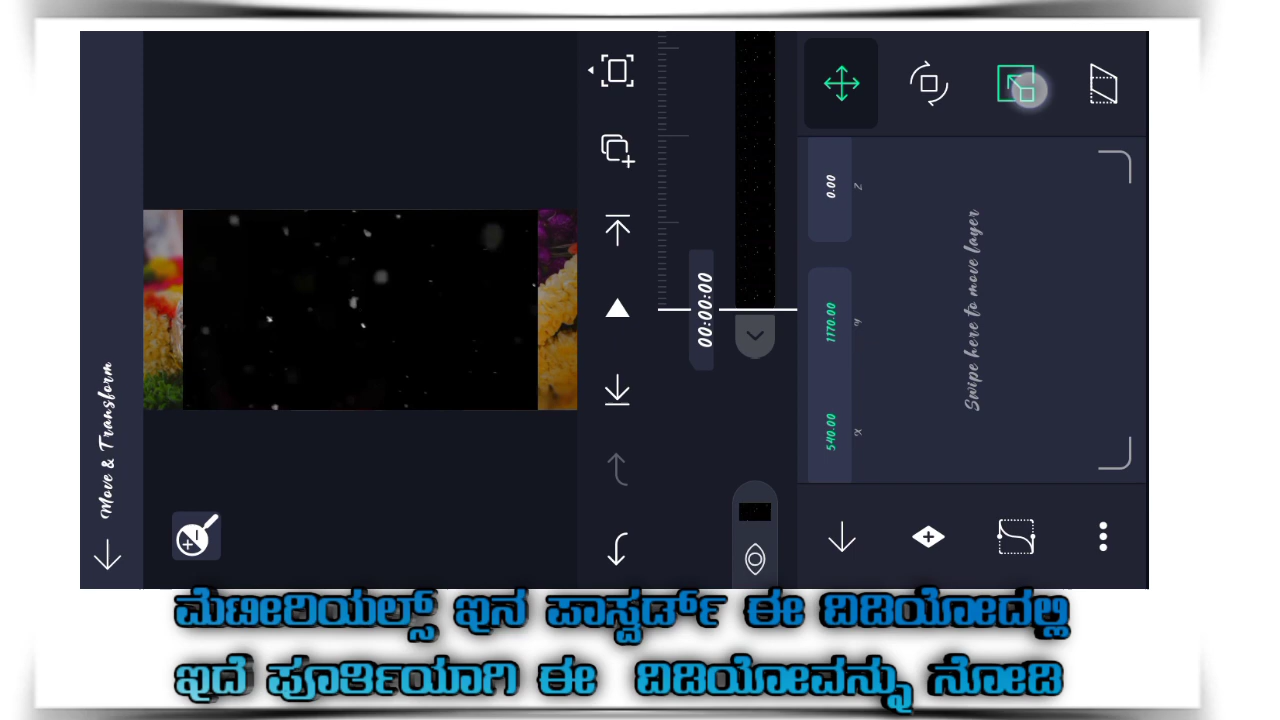 Move & Transform
00:00:00
0.00
Z
1170.00
Y
540.00
X
Swipe here to move layer
ಮೆಟೀರಿಯಲ್ಸ್ ಇನ ಪಾಸ್ವರ್ಡ್ ಈ ವಿಡಿಯೋದಲ್ಲಿ
ಇದೆ ಪೂರ್ತಿಯಾಗಿ ಈ ವಿಡಿಯೋವನ್ನು ನೋಡಿ